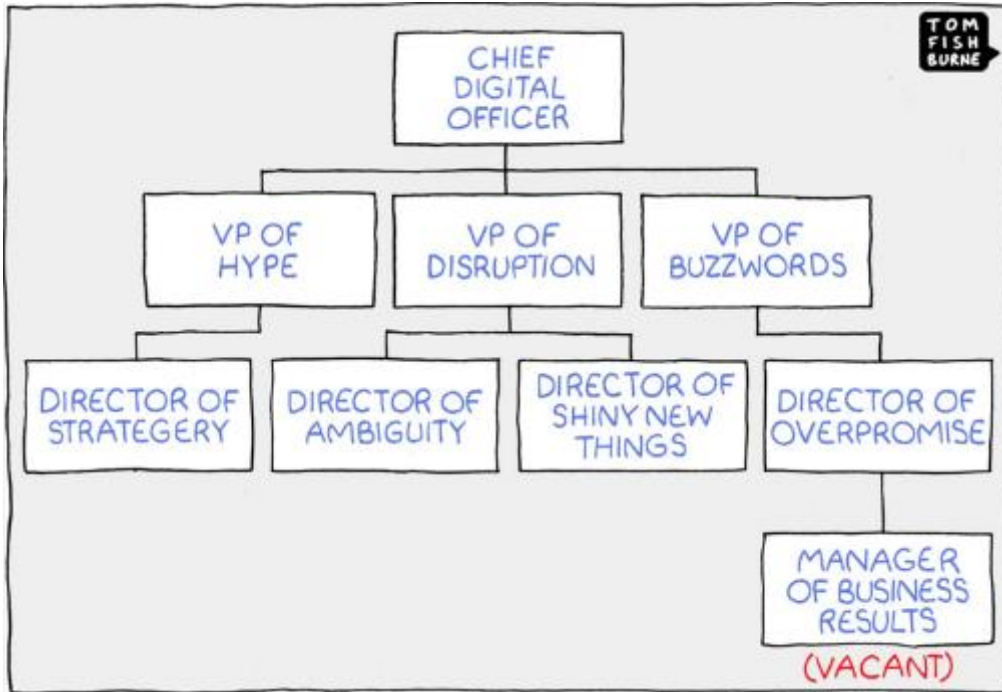 TOM
FISH
BURNE
CHIEF
DIGITAL
OFFICER
VP OF
HYPE
VP OF
DISRUPTION
VP OF
BUZZWORDS
DIRECTOR OF
STRATEGERY
DIRECTOR OF
AMBIGUITY
DIRECTOR OF
SHINY NEW
THINGS
DIRECTOR OF
OVERPROMISE
MANAGER
OF BUSINESS
RESULTS
(VACANT)